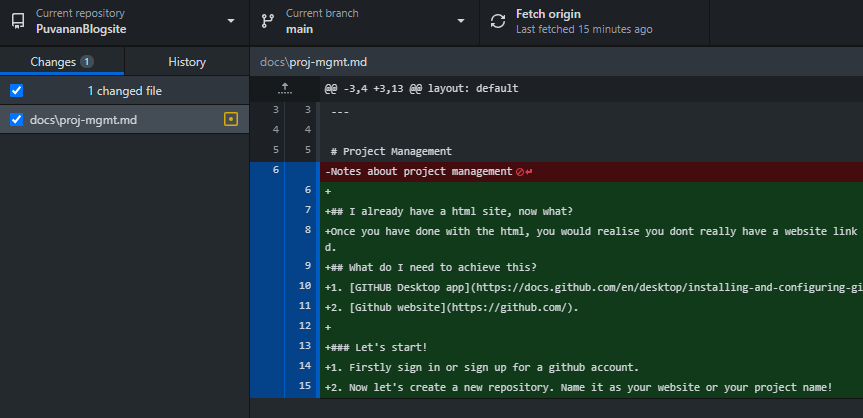 Current repository
PuvananBlogsite
Current branch
main
Fetch origin
Last fetched 15 minutes ago
Changes 1
History
docs\proj-mgmt.md
1 changed file
docs\proj-mgmt.md
@@ -3,4 +3,13 @@ layout: default
3 3 ---
4 4
5 5 # Project Management
6 -Notes about project management
6 +
7 +## I already have a html site, now what?
8 +Once you have done with the html, you would realise you dont really have a website link
d.
9 +## What do I need to achieve this?
10 +1. [GITHUB Desktop app](https://docs.github.com/en/desktop/installing-and-configuring-gi
11 +2. [Github website](https://github.com/).
12 +
13 +### Let's start!
14 +1. Firstly sign in or sign up for a github account.
15 +2. Now let's create a new repository. Name it as your website or your project name!